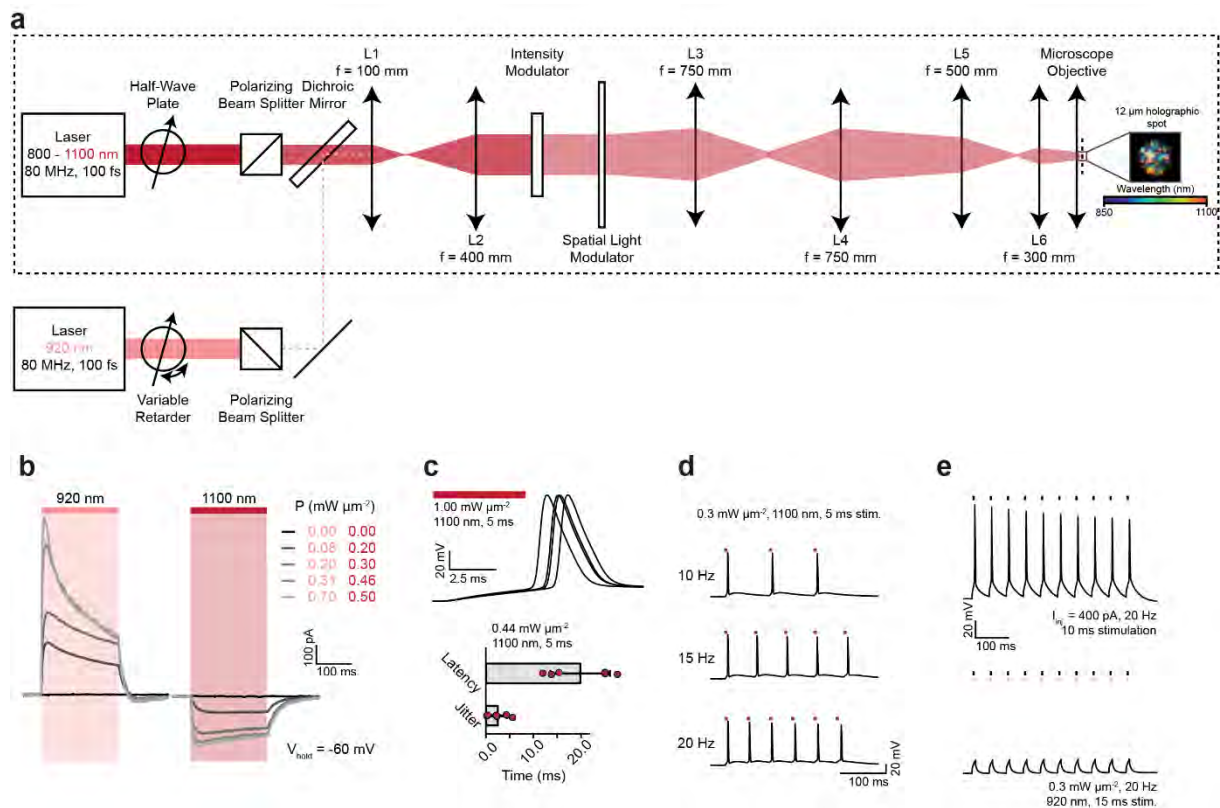 a
L1
f = 100 mm
Intensity
Modulator
L3
f = 750 mm
L5
f = 500 mm
Microscope
Objective
Half-Wave
Plate
Polarizing
Beam Splitter
Dichroic
Mirror
12 µm holographic
spot
Laser
800 - 1100 nm
80 MHz, 100 fs
Wavelength (nm)
850
1100
L2
f = 400 mm
Spatial Light
Modulator
L4
f = 750 mm
L6
f = 300 mm
Laser
920 nm
80 MHz, 100 fs
Variable
Retarder
Polarizing
Beam Splitter
b
920 nm
1100 nm
P (mW µm⁻²)
0.00 0.00
0.08 0.20
0.20 0.30
0.31 0.46
0.70 0.50
100 pA
100 ms
Vhold = -60 mV
c
1.00 mW µm⁻²
1100 nm, 5 ms
20 mV
2.5 ms
0.44 mW µm⁻²
1100 nm, 5 ms
Latency
Jitter
0.0
10.0
20.0
Time (ms)
d
0.3 mW µm⁻², 1100 nm, 5 ms stim.
10 Hz
15 Hz
20 Hz
20 mV
100 ms
e
20 mV
100 ms
Iinj = 400 pA, 20 Hz
10 ms stimulation
0.3 mW µm⁻², 20 Hz
920 nm, 15 ms stim.